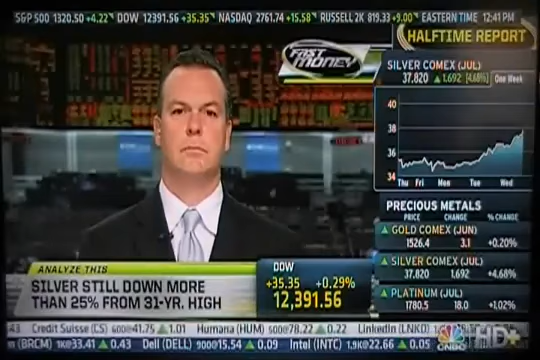 S&P 500 1320.50 +4.22 DOW 12391.56 +35.35 NASDAQ 2761.74 +15.58 RUSSELL 2K 819.33 +9.00 EASTERN TIME 12:41 PM
HALFTIME REPORT
FAST MONEY
SILVER COMEX (JUL)
37.820 ▲1.692 [4.68%] One Week
40
38
36
34
Thu Fri Mon Tue Wed
PRECIOUS METALS
PRICE CHANGE % CHANGE
▲ GOLD COMEX (JUN)
1526.4 3.1 +0.20%
▲ SILVER COMEX (JUL)
37.820 1.692 +4.68%
▲ PLATINUM (JUL)
1780.5 18.0 +1.02%
ANALYZE THIS
SILVER STILL DOWN MORE
THAN 25% FROM 31-YR. HIGH
DOW
+35.35 +0.29%
12,391.56
43 Credit Suisse (CS) 600@41.75 ▲ 1.01 Humana (HUM) 500@78.22 ▲ 0.22 LinkedIn (LNKD)
1K@33.41 ▲ 0.43 Dell (DELL) 9000@15.54 ▲ 0.09 Intel (INTC) 1.9K@22.66 ▲ 0.05
CNBC HD+